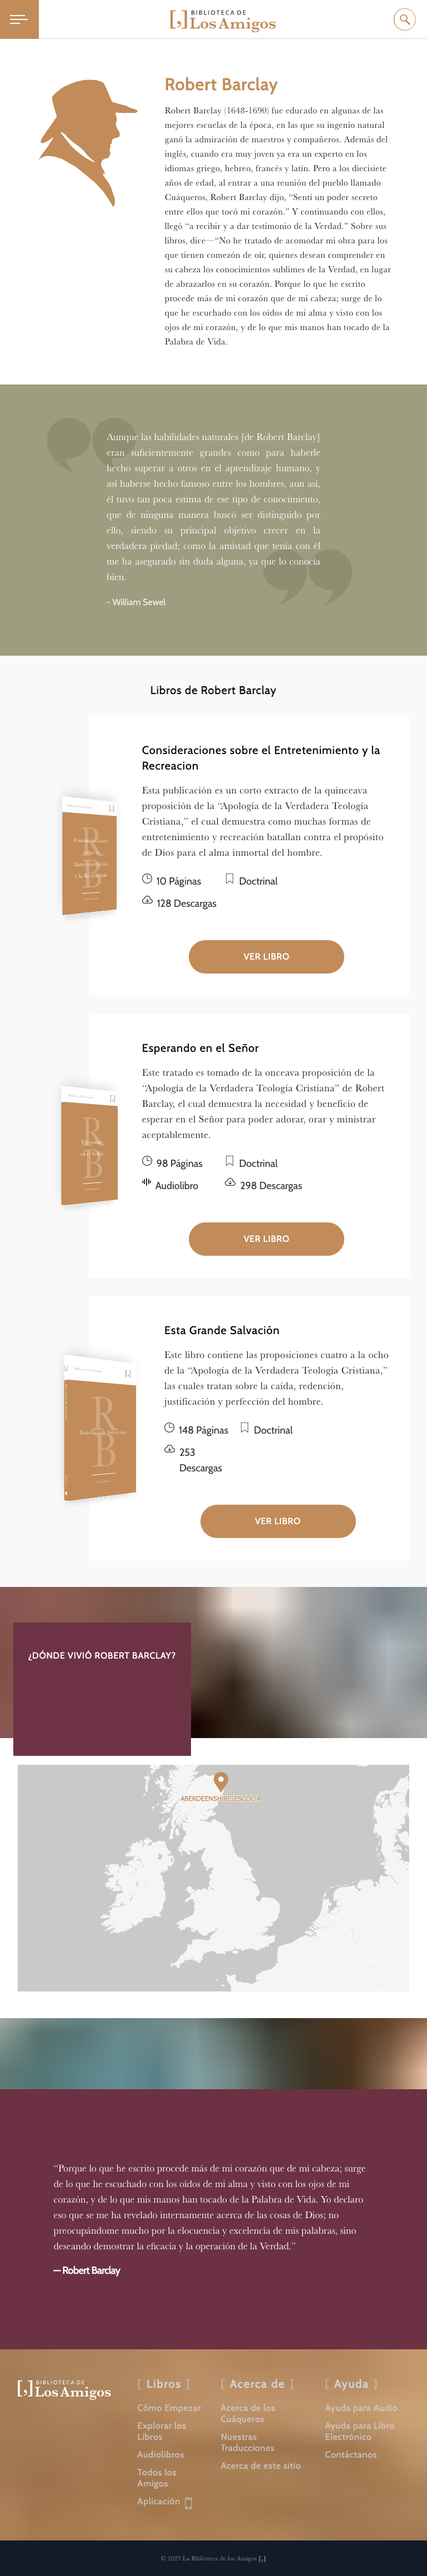 BIBLIOTECA DE
Los Amigos
Robert Barclay
Robert Barclay (1648-1690) fue educado en algunas de las
mejores escuelas de la época, en las que su ingenio natural
ganó la admiración de maestros y compañeros. Además del
inglés, cuando era muy joven ya era un experto en los
idiomas griego, hebreo, francés y latín. Pero a los diecisiete
años de edad, al entrar a una reunión del pueblo llamado
Cuáqueros, Robert Barclay dijo, “Sentí un poder secreto
entre ellos que tocó mi corazón.” Y continuando con ellos,
llegó “a recibir y a dar testimonio de la Verdad.” Sobre sus
libros, dice—“No he tratado de acomodar mi obra para los
que tienen comezón de oír, quienes desean comprender en
su cabeza los conocimientos sublimes de la Verdad, en lugar
de abrazarlos en su corazón. Porque lo que he escrito
procede más de mi corazón que de mi cabeza; surge de lo
que he escuchado con los oídos de mi alma y visto con los
ojos de mi corazón, y de lo que mis manos han tocado de la
Palabra de Vida.
Aunque las habilidades naturales [de Robert Barclay]
eran suficientemente grandes como para haberle
hecho superar a otros en el aprendizaje humano, y
así haberse hecho famoso entre los hombres, aun así,
él tuvo tan poca estima de ese tipo de conocimiento,
que de ninguna manera buscó ser distinguido por
ello, siendo su principal objetivo crecer en la
verdadera piedad; como la amistad que tenía con él
me ha asegurado sin duda alguna, ya que lo conocía
bien.
- William Sewel
Libros de Robert Barclay
Consideraciones sobre el Entretenimiento y la
Recreacion
Esta publicación es un corto extracto de la quinceava
proposición de la “Apología de la Verdadera Teología
Cristiana,” el cual demuestra como muchas formas de
entretenimiento y recreación batallan contra el propósito
de Dios para el alma inmortal del hombre.
10 Páginas Doctrinal
128 Descargas
VER LIBRO
Esperando en el Señor
Este tratado es tomado de la onceava proposición de la
“Apología de la Verdadera Teología Cristiana” de Robert
Barclay, el cual demuestra la necesidad y beneficio de
esperar en el Señor para poder adorar, orar y ministrar
aceptablemente.
98 Páginas Doctrinal
Audiolibro 298 Descargas
VER LIBRO
Esta Grande Salvación
Este libro contiene las proposiciones cuatro a la ocho
de la “Apología de la Verdadera Teología Cristiana,”
las cuales tratan sobre la caída, redención,
justificación y perfección del hombre.
148 Páginas Doctrinal
253
Descargas
VER LIBRO
¿DÓNDE VIVIÓ ROBERT BARCLAY?
ABERDEENSHIRE, ESCOCIA
“Porque lo que he escrito procede más de mi corazón que de mi cabeza; surge
de lo que he escuchado con los oídos de mi alma y visto con los ojos de mi
corazón, y de lo que mis manos han tocado de la Palabra de Vida. Yo declaro
eso que se me ha revelado internamente acerca de las cosas de Dios; no
preocupándome mucho por la elocuencia y excelencia de mis palabras, sino
deseando demostrar la eficacia y la operación de la Verdad.”
— Robert Barclay
BIBLIOTECA DE
Los Amigos
[ Libros ]
Cómo Empezar
Explorar los
Libros
Audiolibros
Todos los
Amigos
Aplicación
[ Acerca de ]
Acerca de los
Cuáqueros
Nuestras
Traducciones
Acerca de este sitio
[ Ayuda ]
Ayuda para Audio
Ayuda para Libro
Electrónico
Contáctanos
© 2023 La Biblioteca de los Amigos [.]